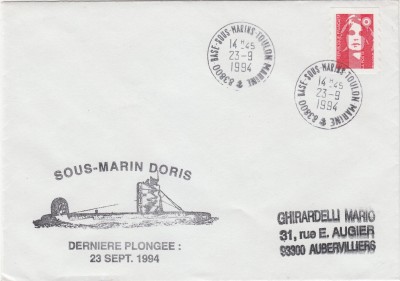 83800 BASE-SOUS-MARINS-TOULON MARINE
14 H45
23-9
1994
83800 BASE-SOUS-MARINS-TOULON MARINE
14 H45
23-9
1994
SOUS-MARIN DORIS
DERNIERE PLONGEE :
23 SEPT. 1994
GHIRARDELLI MARIO
31, rue E. AUGIER
93300 AUBERVILLIERS